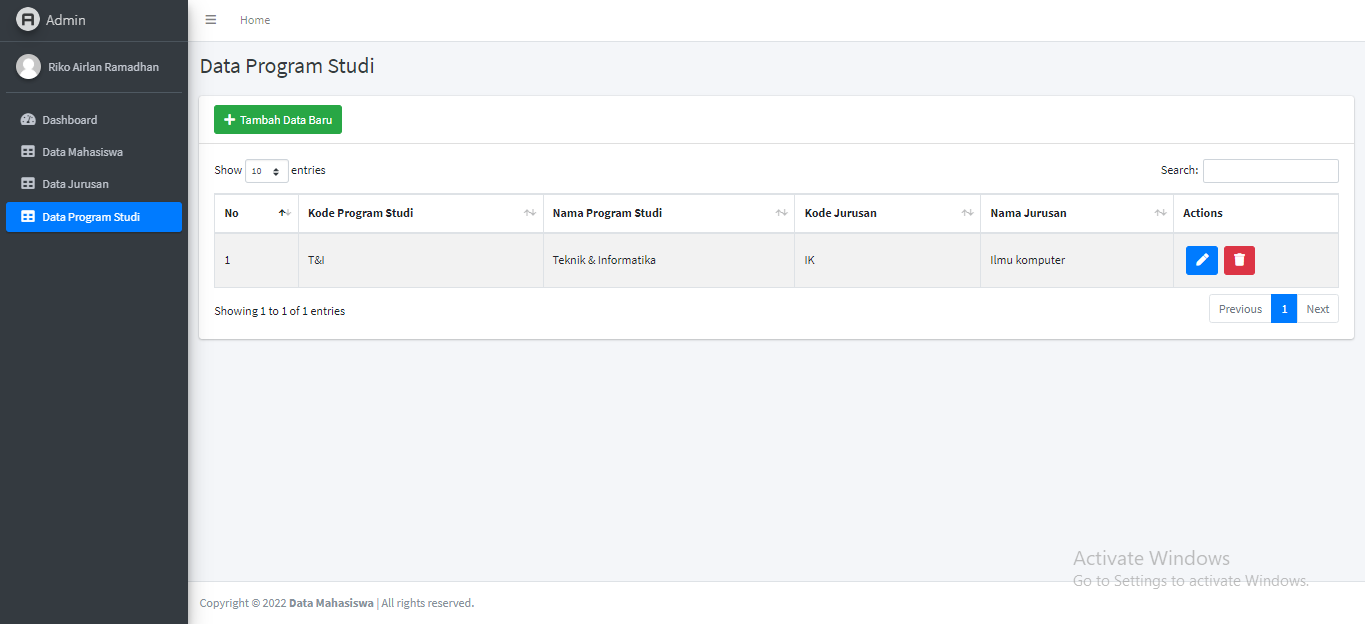 Admin
Home
Riko Airlan Ramadhan
Dashboard
Data Mahasiswa
Data Jurusan
Data Program Studi
Data Program Studi
Tambah Data Baru
Show 10 entries
Search:
No Kode Program Studi Nama Program Studi Kode Jurusan Nama Jurusan Actions
1 T&I Teknik & Informatika IK Ilmu komputer
Showing 1 to 1 of 1 entries
Previous 1 Next
Activate Windows
Go to Settings to activate Windows.
Copyright © 2022 Data Mahasiswa | All rights reserved.